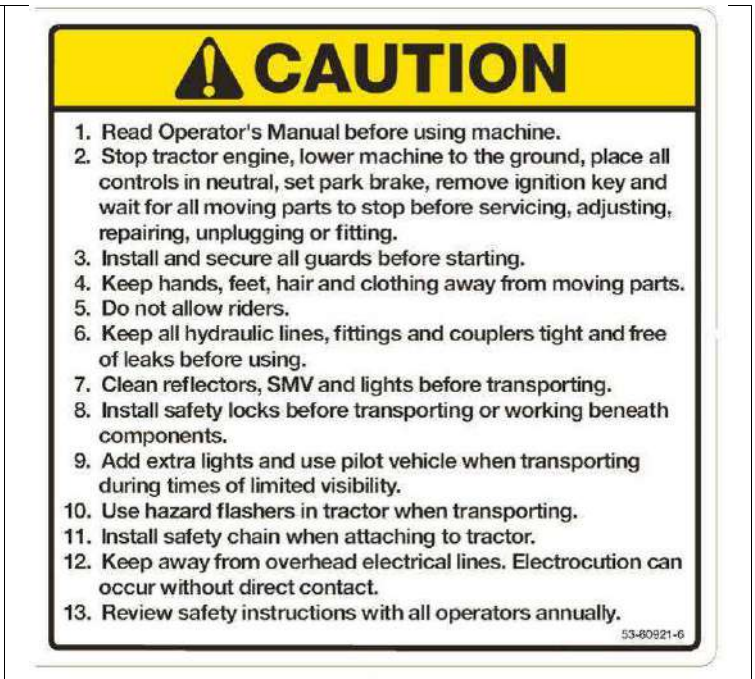 CAUTION
1. Read Operator's Manual before using machine.
2. Stop tractor engine, lower machine to the ground, place all
controls in neutral, set park brake, remove ignition key and
wait for all moving parts to stop before servicing, adjusting,
repairing, unplugging or fitting.
3. Install and secure all guards before starting.
4. Keep hands, feet, hair and clothing away from moving parts.
5. Do not allow riders.
6. Keep all hydraulic lines, fittings and couplers tight and free
of leaks before using.
7. Clean reflectors, SMV and lights before transporting.
8. Install safety locks before transporting or working beneath
components.
9. Add extra lights and use pilot vehicle when transporting
during times of limited visibility.
10. Use hazard flashers in tractor when transporting.
11. Install safety chain when attaching to tractor.
12. Keep away from overhead electrical lines. Electrocution can
occur without direct contact.
13. Review safety instructions with all operators annually.
53-80921-6